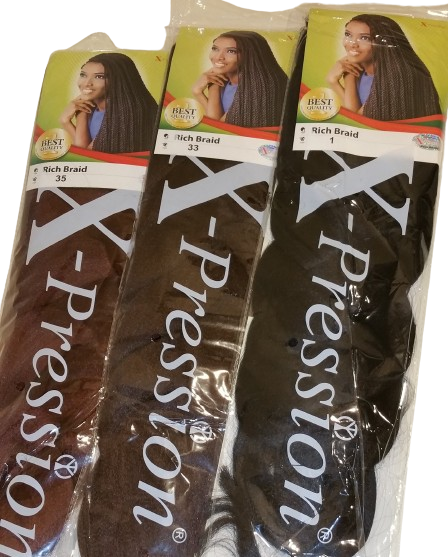 BEST
QUALITY
Rich Braid
35
X-Pression
BEST
QUALITY
Rich Braid
33
X-Pression®
BEST
QUALITY
Rich Braid
1
X-Pression®